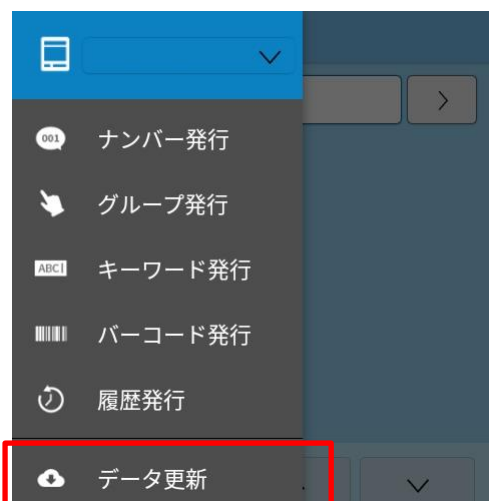 001
ナンバー発行
グループ発行
ABC
キーワード発行
バーコード発行
履歴発行
データ更新